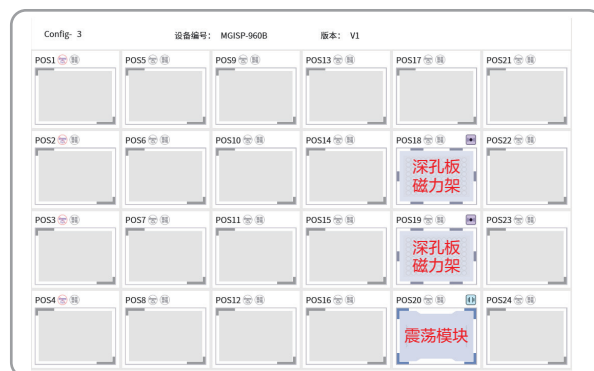 Config- 3 设备编号： MGISP-960B 版本： V1
POS1 POS5 POS9 POS13 POS17 POS21
POS2 POS6 POS10 POS14 POS18 POS22
深孔板
磁力架
POS3 POS7 POS11 POS15 POS19 POS23
深孔板
磁力架
POS4 POS8 POS12 POS16 POS20 POS24
震荡模块